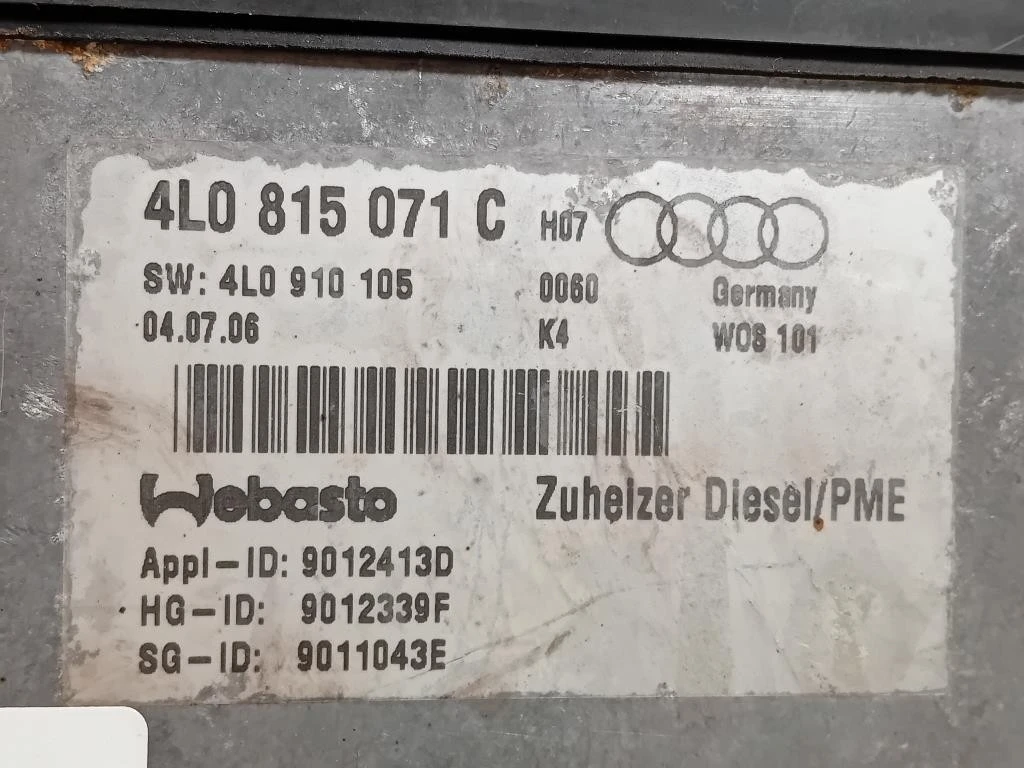 4L0 815 071 C H07
SW: 4L0 910 105 0060 Germany
04.07.06 K4 WOS 101
Webasto Zuheizer Diesel/PME
Appl-ID: 9012413D
HG-ID: 9012339F
SG-ID: 9011043E